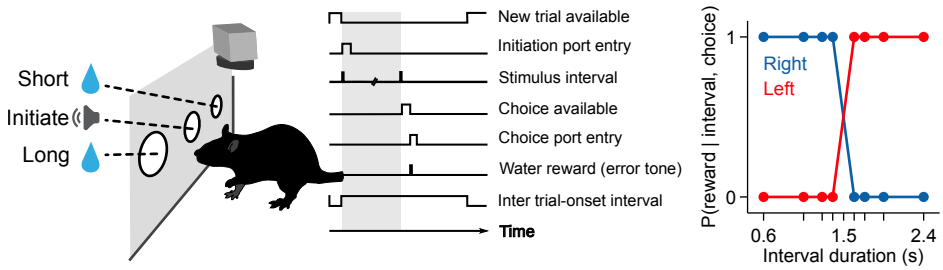 Short
Initiate
Long
New trial available
Initiation port entry
Stimulus interval
Choice available
Choice port entry
Water reward (error tone)
Inter trial-onset interval
Time
P(reward | interval, choice)
1
0
Right
Left
0.6
1.5
2.4
Interval duration (s)